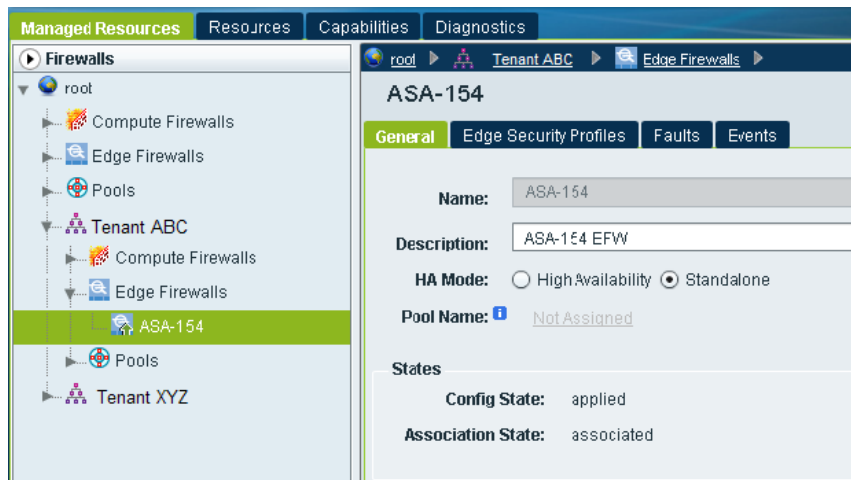 Managed Resources Resources Capabilities Diagnostics
Firewalls
root
Compute Firewalls
Edge Firewalls
Pools
Tenant ABC
Compute Firewalls
Edge Firewalls
ASA-154
Pools
Tenant XYZ
root Tenant ABC Edge Firewalls
ASA-154
General Edge Security Profiles Faults Events
Name: ASA-154
Description: ASA-154 EFW
HA Mode: High Availability Standalone
Pool Name: Not Assigned
States
Config State: applied
Association State: associated